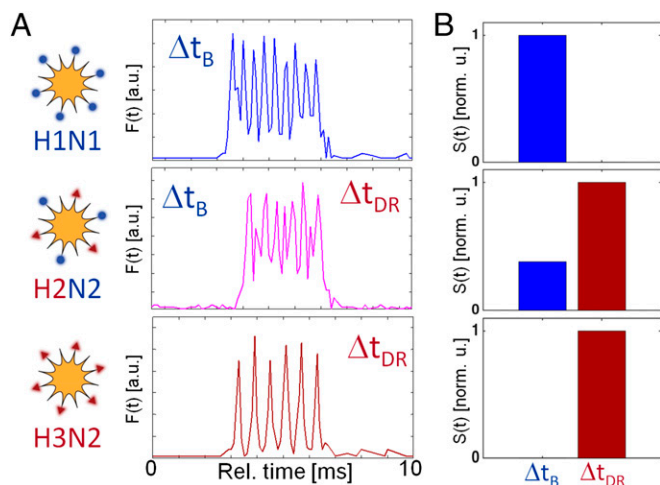 A
B
H1N1
F(t) [a.u.]
Δt_B
S(t) [norm. u.]
1
0
H2N2
F(t) [a.u.]
Δt_B
Δt_DR
S(t) [norm. u.]
1
0
H3N2
F(t) [a.u.]
Δt_DR
S(t) [norm. u.]
1
0
0 Rel. time [ms] 10
Δt_B Δt_DR